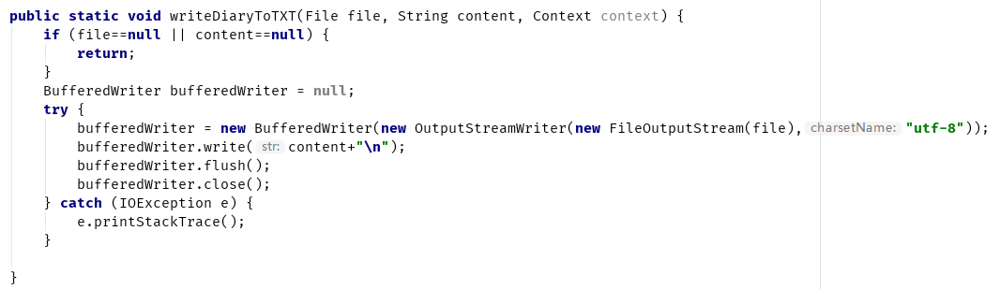 public static void writeDiaryToTXT(File file, String content, Context context) {
    if (file==null || content==null) {
        return;
    }
    BufferedWriter bufferedWriter = null;
    try {
        bufferedWriter = new BufferedWriter(new OutputStreamWriter(new FileOutputStream(file), charsetName: "utf-8"));
        bufferedWriter.write( str: content+"\n");
        bufferedWriter.flush();
        bufferedWriter.close();
    } catch (IOException e) {
        e.printStackTrace();
    }
}